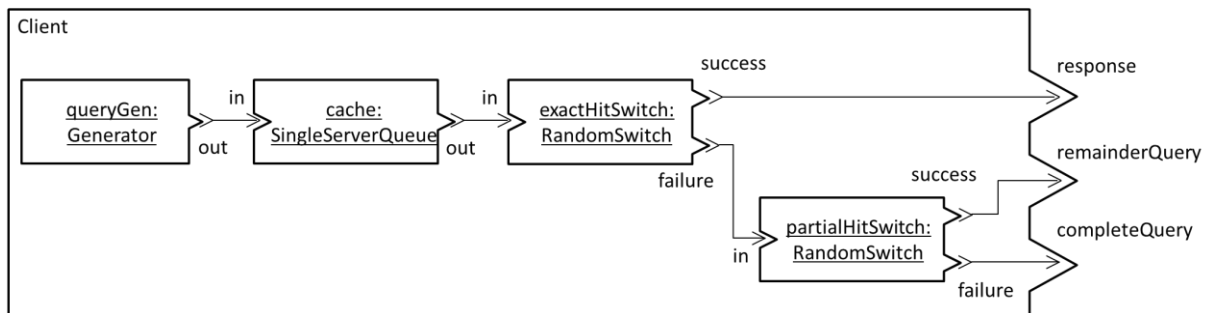 Client
success
response
queryGen:
Generator
in
out
cache:
SingleServerQueue
out
in
exactHitSwitch:
RandomSwitch
failure
success
remainderQuery
partialHitSwitch:
RandomSwitch
in
failure
completeQuery